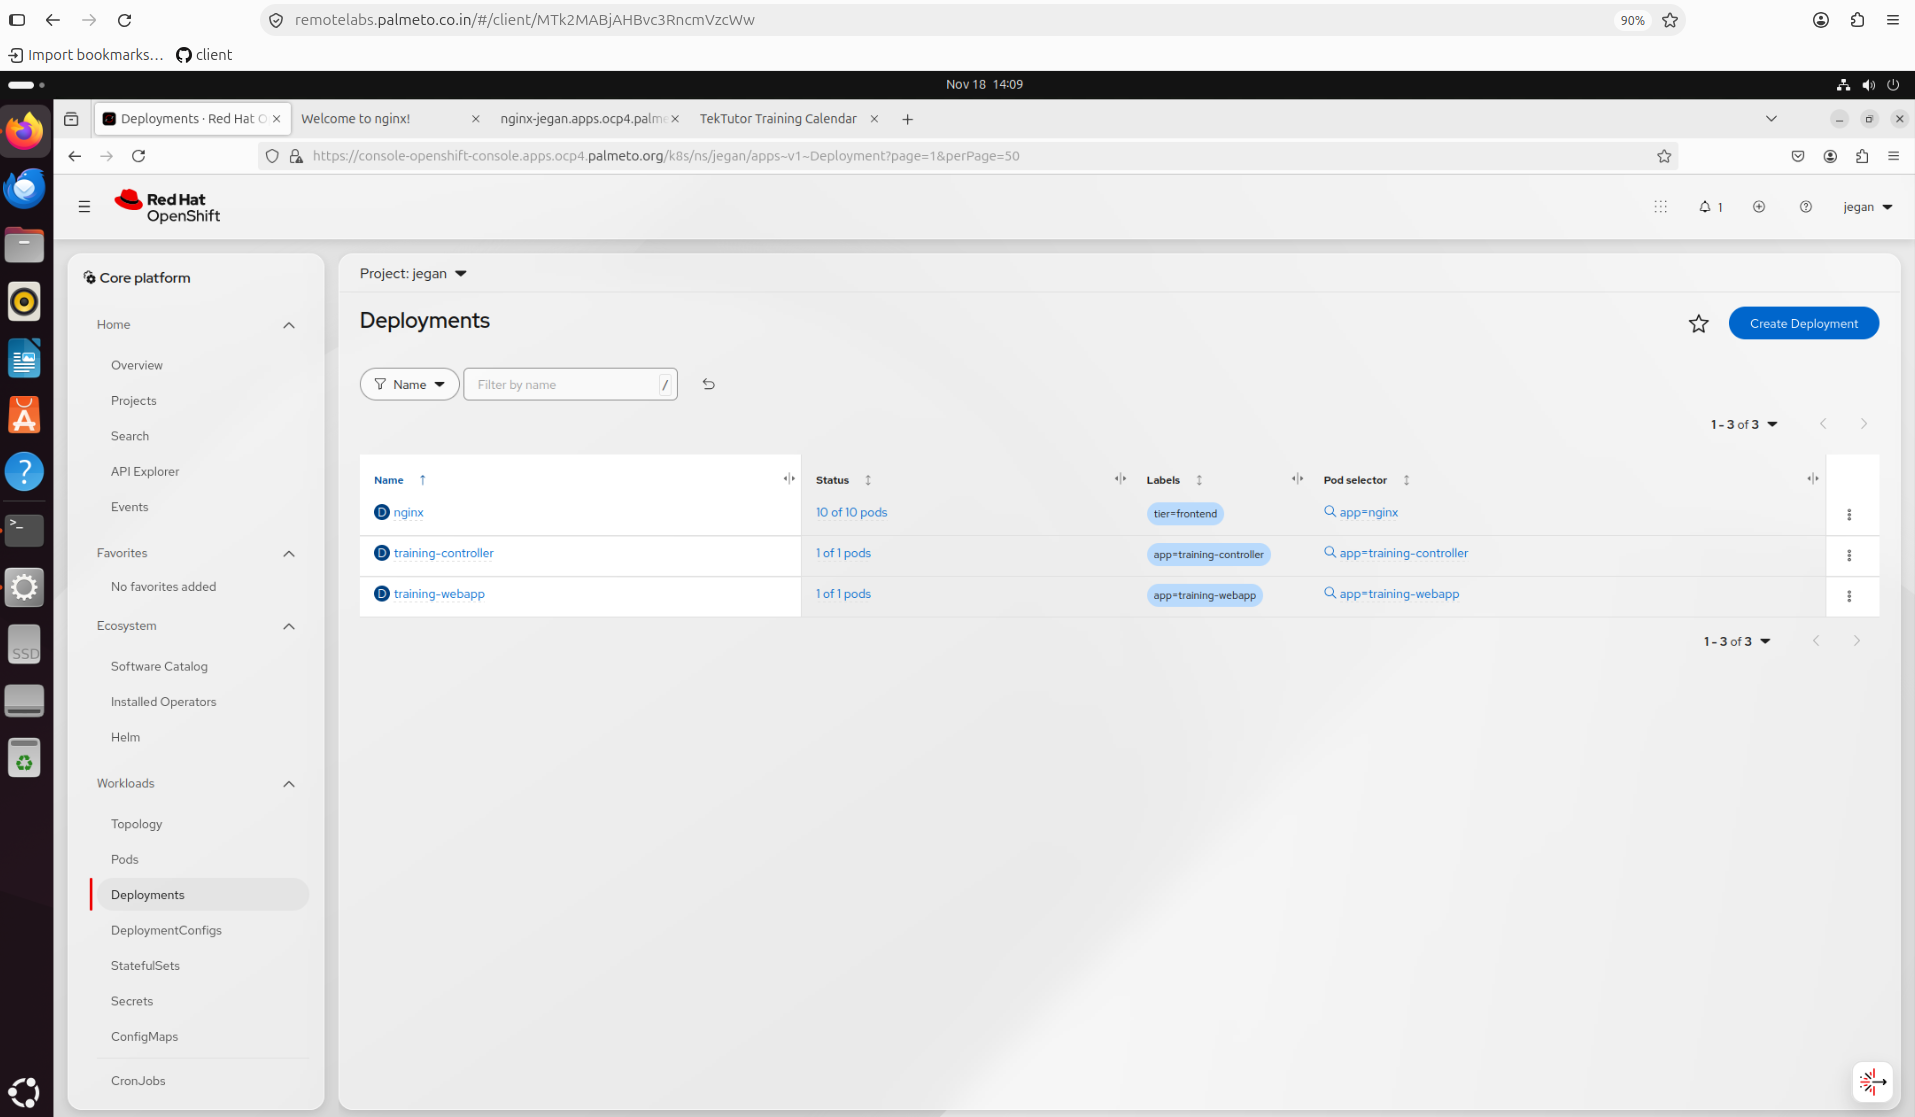 remotelabs.palmeto.co.in/#/client/MTk2MABjAHBvc3RncmVzcWw
90%
Import bookmarks...
client
Nov 18 14:09
Deployments · Red Hat O
Welcome to nginx!
nginx-jegan.apps.ocp4.palme
TekTutor Training Calendar
https://console-openshift-console.apps.ocp4.palmeto.org/k8s/ns/jegan/apps~v1~Deployment?page=1&perPage=50
Red Hat
OpenShift
1
jegan
Core platform
Home
Overview
Projects
Search
API Explorer
Events
Favorites
No favorites added
Ecosystem
Software Catalog
Installed Operators
Helm
Workloads
Topology
Pods
Deployments
DeploymentConfigs
StatefulSets
Secrets
ConfigMaps
CronJobs
Project: jegan
Deployments
Create Deployment
Name
Filter by name
/
1 - 3 of 3
Name Status Labels Pod selector
D nginx 10 of 10 pods tier=frontend app=nginx
D training-controller 1 of 1 pods app=training-controller app=training-controller
D training-webapp 1 of 1 pods app=training-webapp app=training-webapp
1 - 3 of 3
SSD